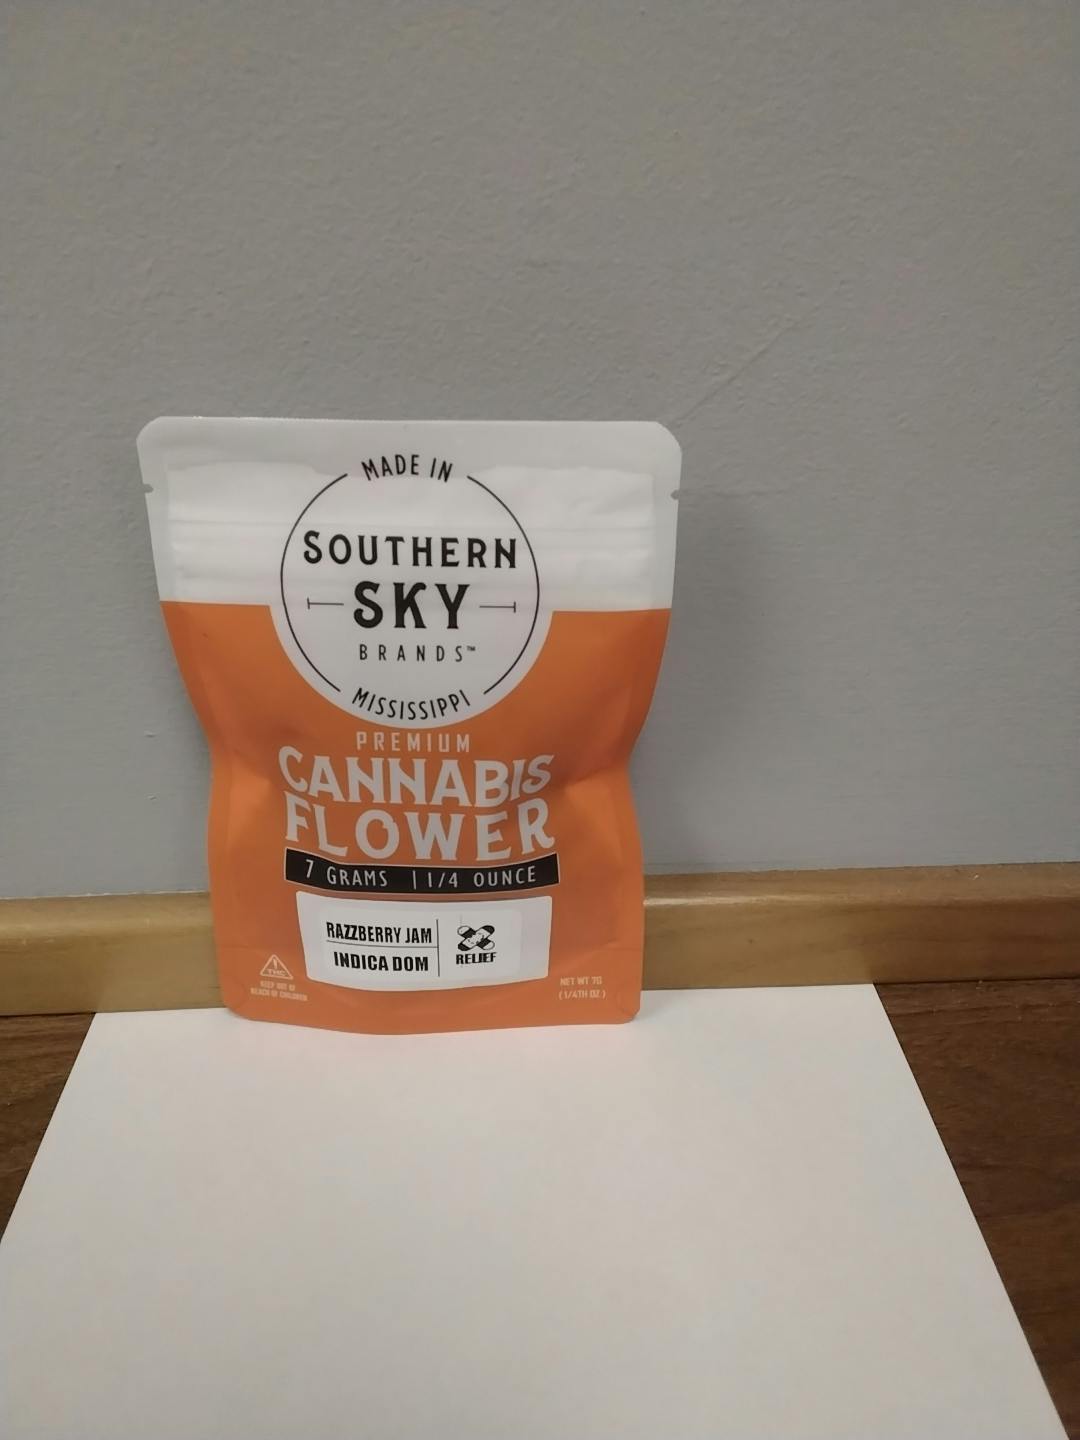 MADE IN
SOUTHERN
SKY
BRANDS™
MISSISSIPPI
PREMIUM
CANNABIS
FLOWER
7 GRAMS | 1/4 OUNCE
RAZZBERRY JAM
INDICA DOM
RELIEF
THC
KEEP OUT OF
REACH OF CHILDREN
NET WT 7G
(1/4TH OZ)